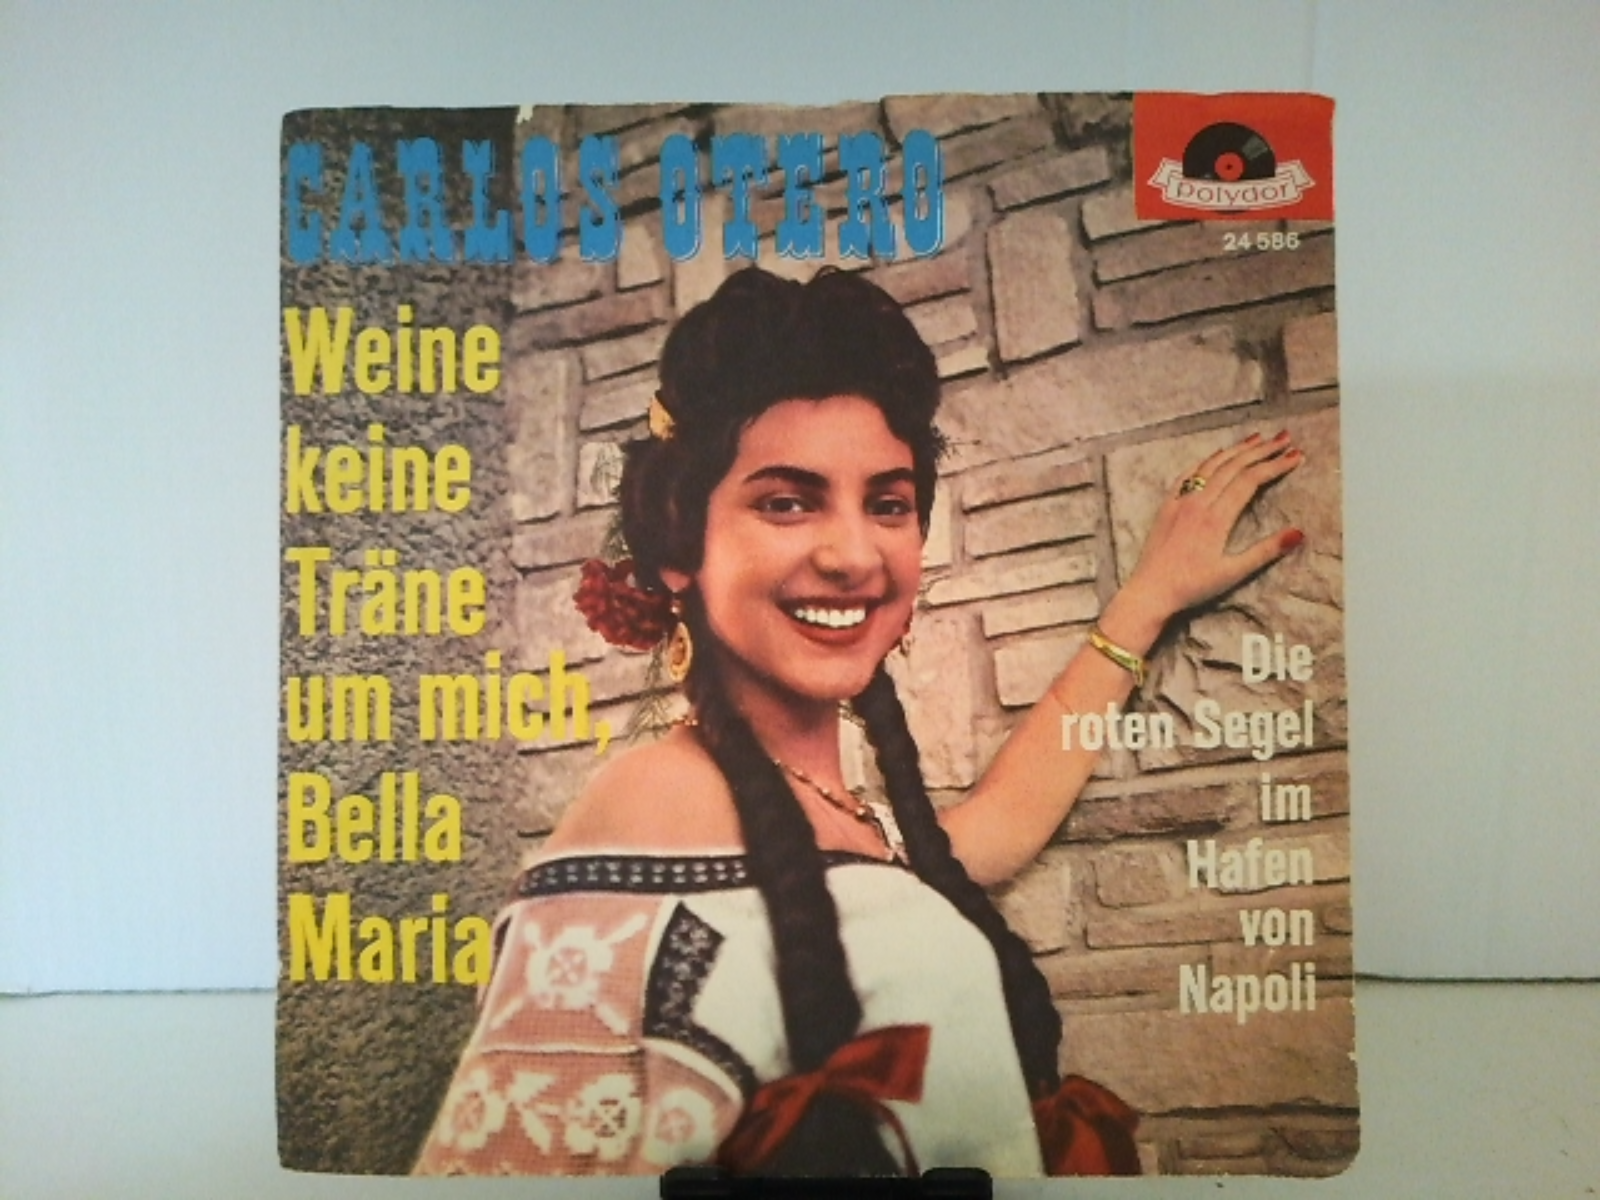 CARLOS OTERO
polydor
24 586
Weine
keine
Träne
um mich,
Bella
Maria
Die
roten Segel
im
Hafen
von
Napoli